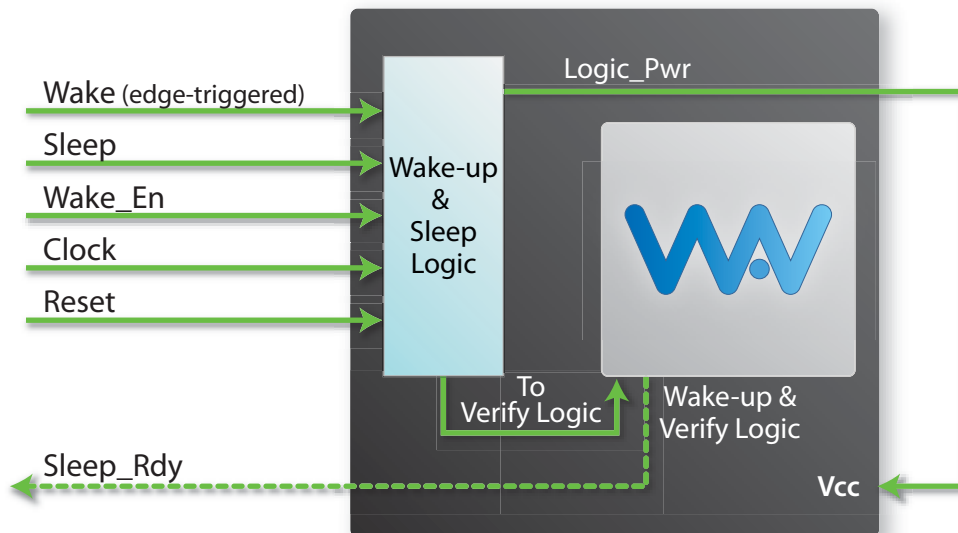 Wake (edge-triggered)
Sleep
Wake_En
Clock
Reset
Sleep_Rdy
Wake-up
&
Sleep
Logic
Logic_Pwr
To
Verify Logic
Wake-up &
Verify Logic
Vcc